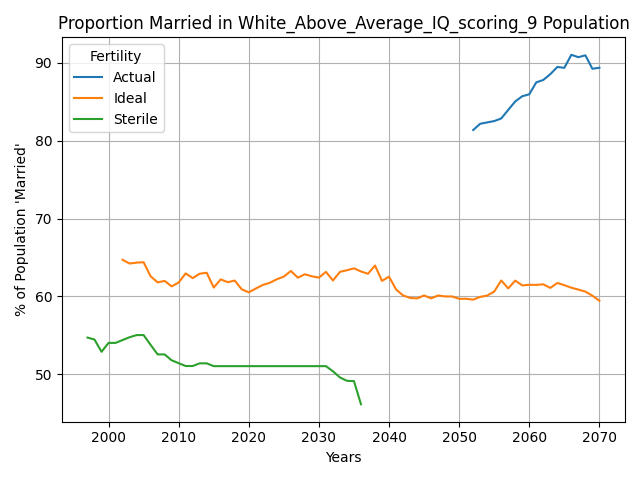 Proportion Married in White_Above_Average_IQ_scoring_9 Population
Fertility
Actual
Ideal
Sterile
% of Population 'Married'
90
80
70
60
50
2000 2010 2020 2030 2040 2050 2060 2070
Years